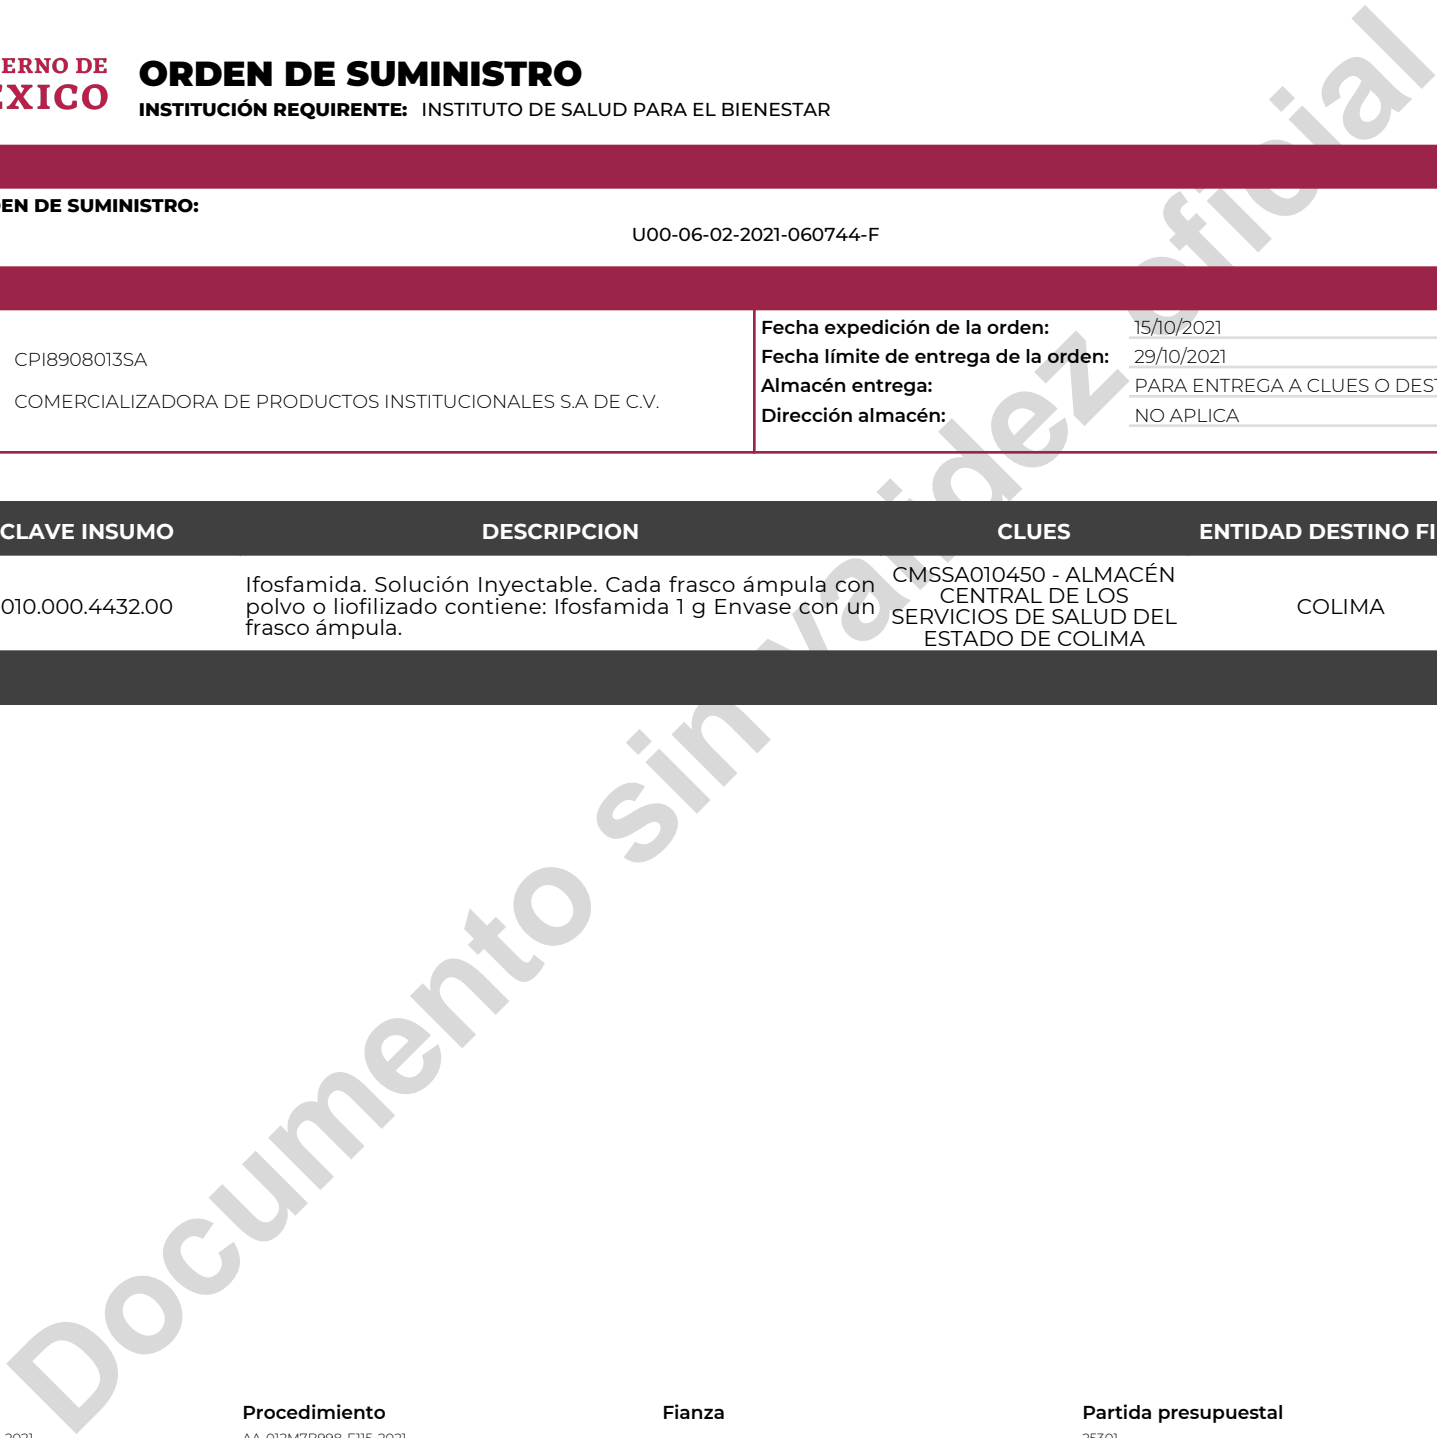 ERNO DE
ÉXICO
ORDEN DE SUMINISTRO
INSTITUCIÓN REQUIRENTE: INSTITUTO DE SALUD PARA EL BIENESTAR
EN DE SUMINISTRO:
U00-06-02-2021-060744-F
CPI8908013SA
COMERCIALIZADORA DE PRODUCTOS INSTITUCIONALES S.A DE C.V.
Fecha expedición de la orden: 15/10/2021
Fecha límite de entrega de la orden: 29/10/2021
Almacén entrega: PARA ENTREGA A CLUES O DEST
Dirección almacén: NO APLICA
CLAVE INSUMO DESCRIPCION CLUES ENTIDAD DESTINO FI
010.000.4432.00
Ifosfamida. Solución Inyectable. Cada frasco ámpula con
polvo o liofilizado contiene: Ifosfamida 1 g Envase con un
frasco ámpula.
CMSSA010450 - ALMACÉN
CENTRAL DE LOS
SERVICIOS DE SALUD DEL
ESTADO DE COLIMA
COLIMA
Documento sin validez oficial
Procedimiento Fianza Partida presupuestal